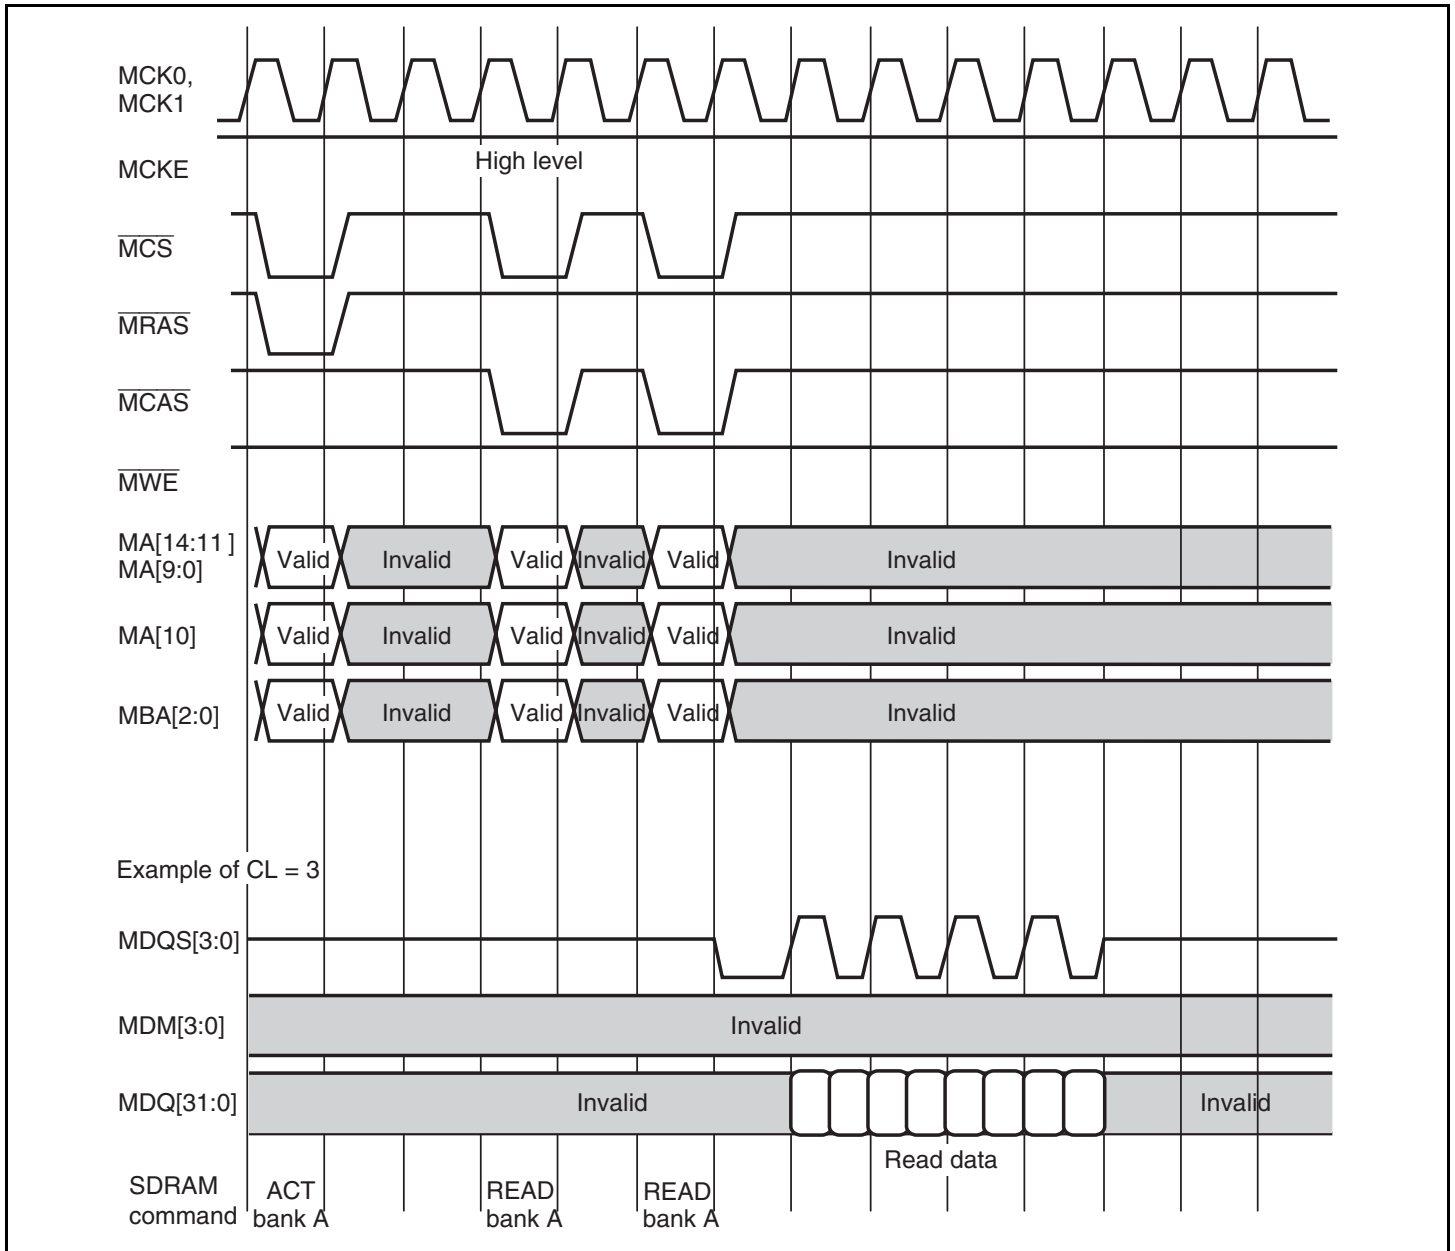 MCK0,
MCK1
High level
MCKE
MCS
MRAS
MCAS
MWE
MA[14:11 ]
MA[9:0]
Valid Invalid Valid Invalid Valid Invalid
MA[10] Valid Invalid Valid Invalid Valid Invalid
MBA[2:0] Valid Invalid Valid Invalid Valid Invalid
Example of CL = 3
MDQS[3:0]
MDM[3:0] Invalid
MDQ[31:0] Invalid Invalid
Read data
SDRAM
command
ACT
bank A
READ
bank A
READ
bank A